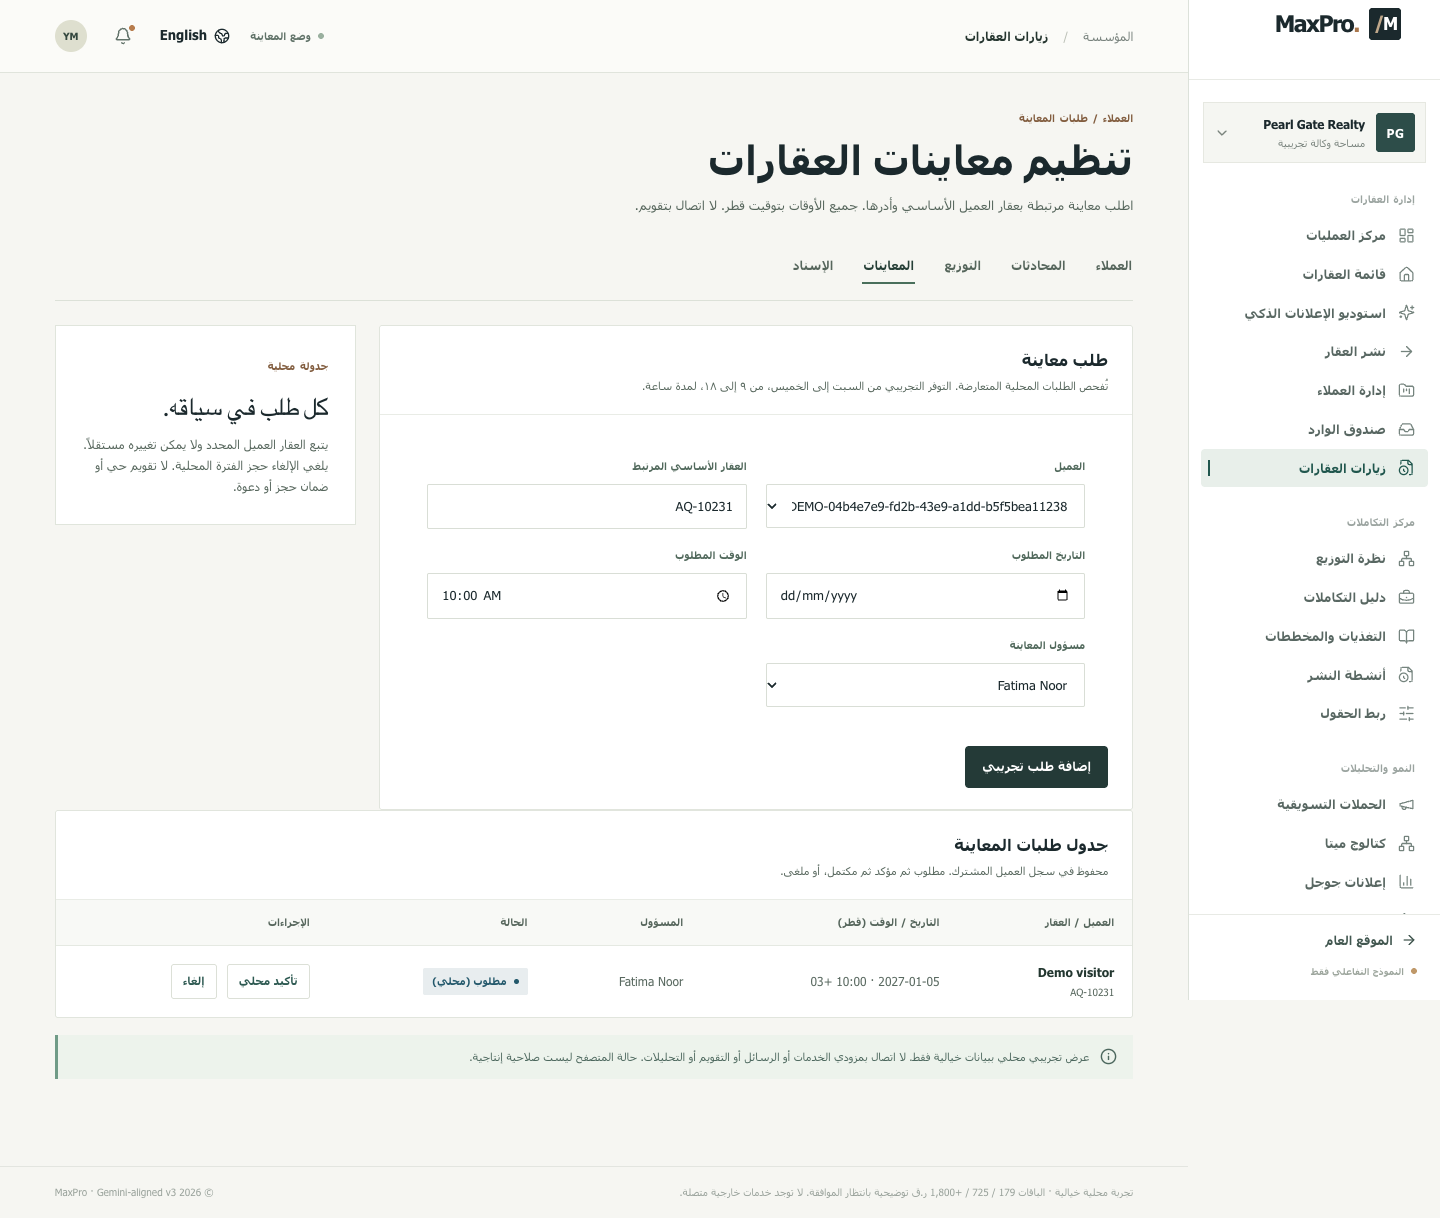 MaxPro.
/M
Pearl Gate Realty
مساحة وكالة تجريبية
PG
إدارة العقارات
مركز العمليات
قائمة العقارات
استوديو الإعلانات الذكي
نشر العقار
إدارة العملاء
صندوق الوارد
زيارات العقارات
مركز التكاملات
نظرة التوزيع
دليل التكاملات
التغذيات والمخططات
أنشطة النشر
ربط الحقول
النمو والتحليلات
الحملات التسويقية
كتالوج ميتا
إعلانات جوجل
الموقع العام
النموذج التفاعلي فقط
المؤسسة / زيارات العقارات
وضع المعاينة
English
YM
العملاء / طلبات المعاينة
تنظيم معاينات العقارات
اطلب معاينة مرتبطة بعقار العميل الأساسي وأدرها. جميع الأوقات بتوقيت قطر. لا اتصال بتقويم.
العملاء المحادثات التوزيع المعاينات الإسناد
طلب معاينة
تُفحص الطلبات المحلية المتعارضة. التوفر التجريبي من السبت إلى الخميس، من ٩ إلى ١٨، لمدة ساعة.
العميل
DEMO-04b4e7e9-fd2b-43e9-a1dd-b5f5bea11238
العقار الأساسي المرتبط
AQ-10231
التاريخ المطلوب
dd/mm/yyyy
الوقت المطلوب
10:00 AM
مسؤول المعاينة
Fatima Noor
إضافة طلب تجريبي
جدولة محلية
كل طلب في سياقه.
يتبع العقار العميل المحدد ولا يمكن تغييره مستقلاً.
يلغي الإلغاء حجز الفترة المحلية. لا تقويم حي أو
ضمان حجز أو دعوة.
جدول طلبات المعاينة
محفوظ في سجل العميل المشترك. مطلوب ثم مؤكد ثم مكتمل، أو ملغى.
العميل / العقار التاريخ / الوقت (قطر) المسؤول الحالة الإجراءات
Demo visitor
AQ-10231
2027-01-05 · 10:00 +03
Fatima Noor
مطلوب (محلي)
تأكيد محلي
إلغاء
عرض تجريبي محلي ببيانات خيالية فقط. لا اتصال بمزودي الخدمات أو الرسائل أو التقويم أو التحليلات. حالة المتصفح ليست صلاحية إنتاجية.
تجربة محلية خيالية · الباقات 179 / 725 / +1,800 ر.ق توضيحية بانتظار الموافقة. لا توجد خدمات خارجية متصلة.
MaxPro · Gemini-aligned v3 2026 ©